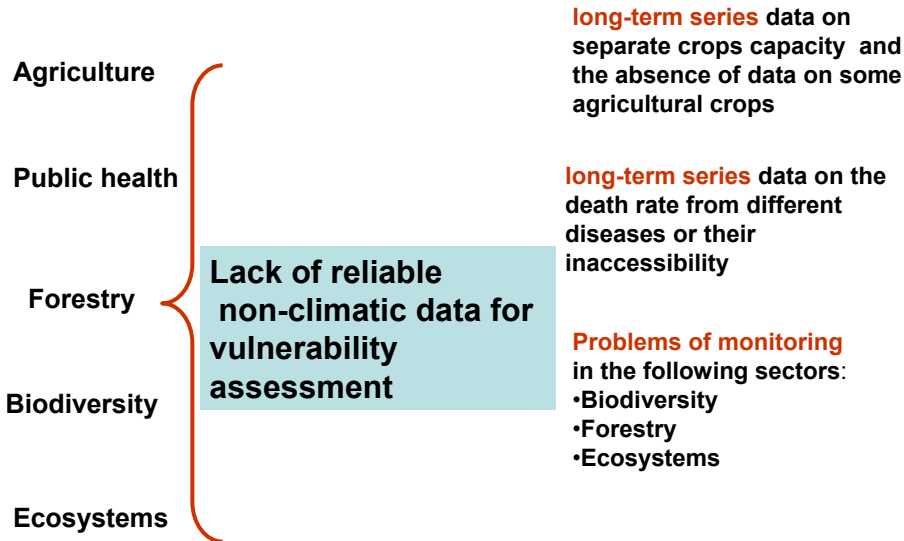 Agriculture
Public health
Forestry
Biodiversity
Ecosystems
Lack of reliable
non-climatic data for
vulnerability
assessment
long-term series data on
separate crops capacity and
the absence of data on some
agricultural crops
long-term series data on the
death rate from different
diseases or their
inaccessibility
Problems of monitoring
in the following sectors:
•Biodiversity
•Forestry
•Ecosystems